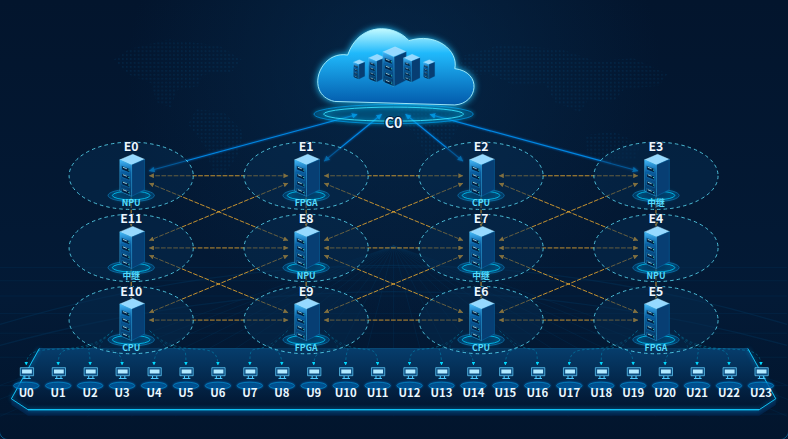 C0
E0 E1 E2 E3
NPU FPGA CPU 中继
E11 E8 E7 E4
中继 NPU 中继 NPU
E10 E9 E6 E5
CPU FPGA CPU FPGA
U0 U1 U2 U3 U4 U5 U6 U7 U8 U9 U10 U11 U12 U13 U14 U15 U16 U17 U18 U19 U20 U21 U22 U23